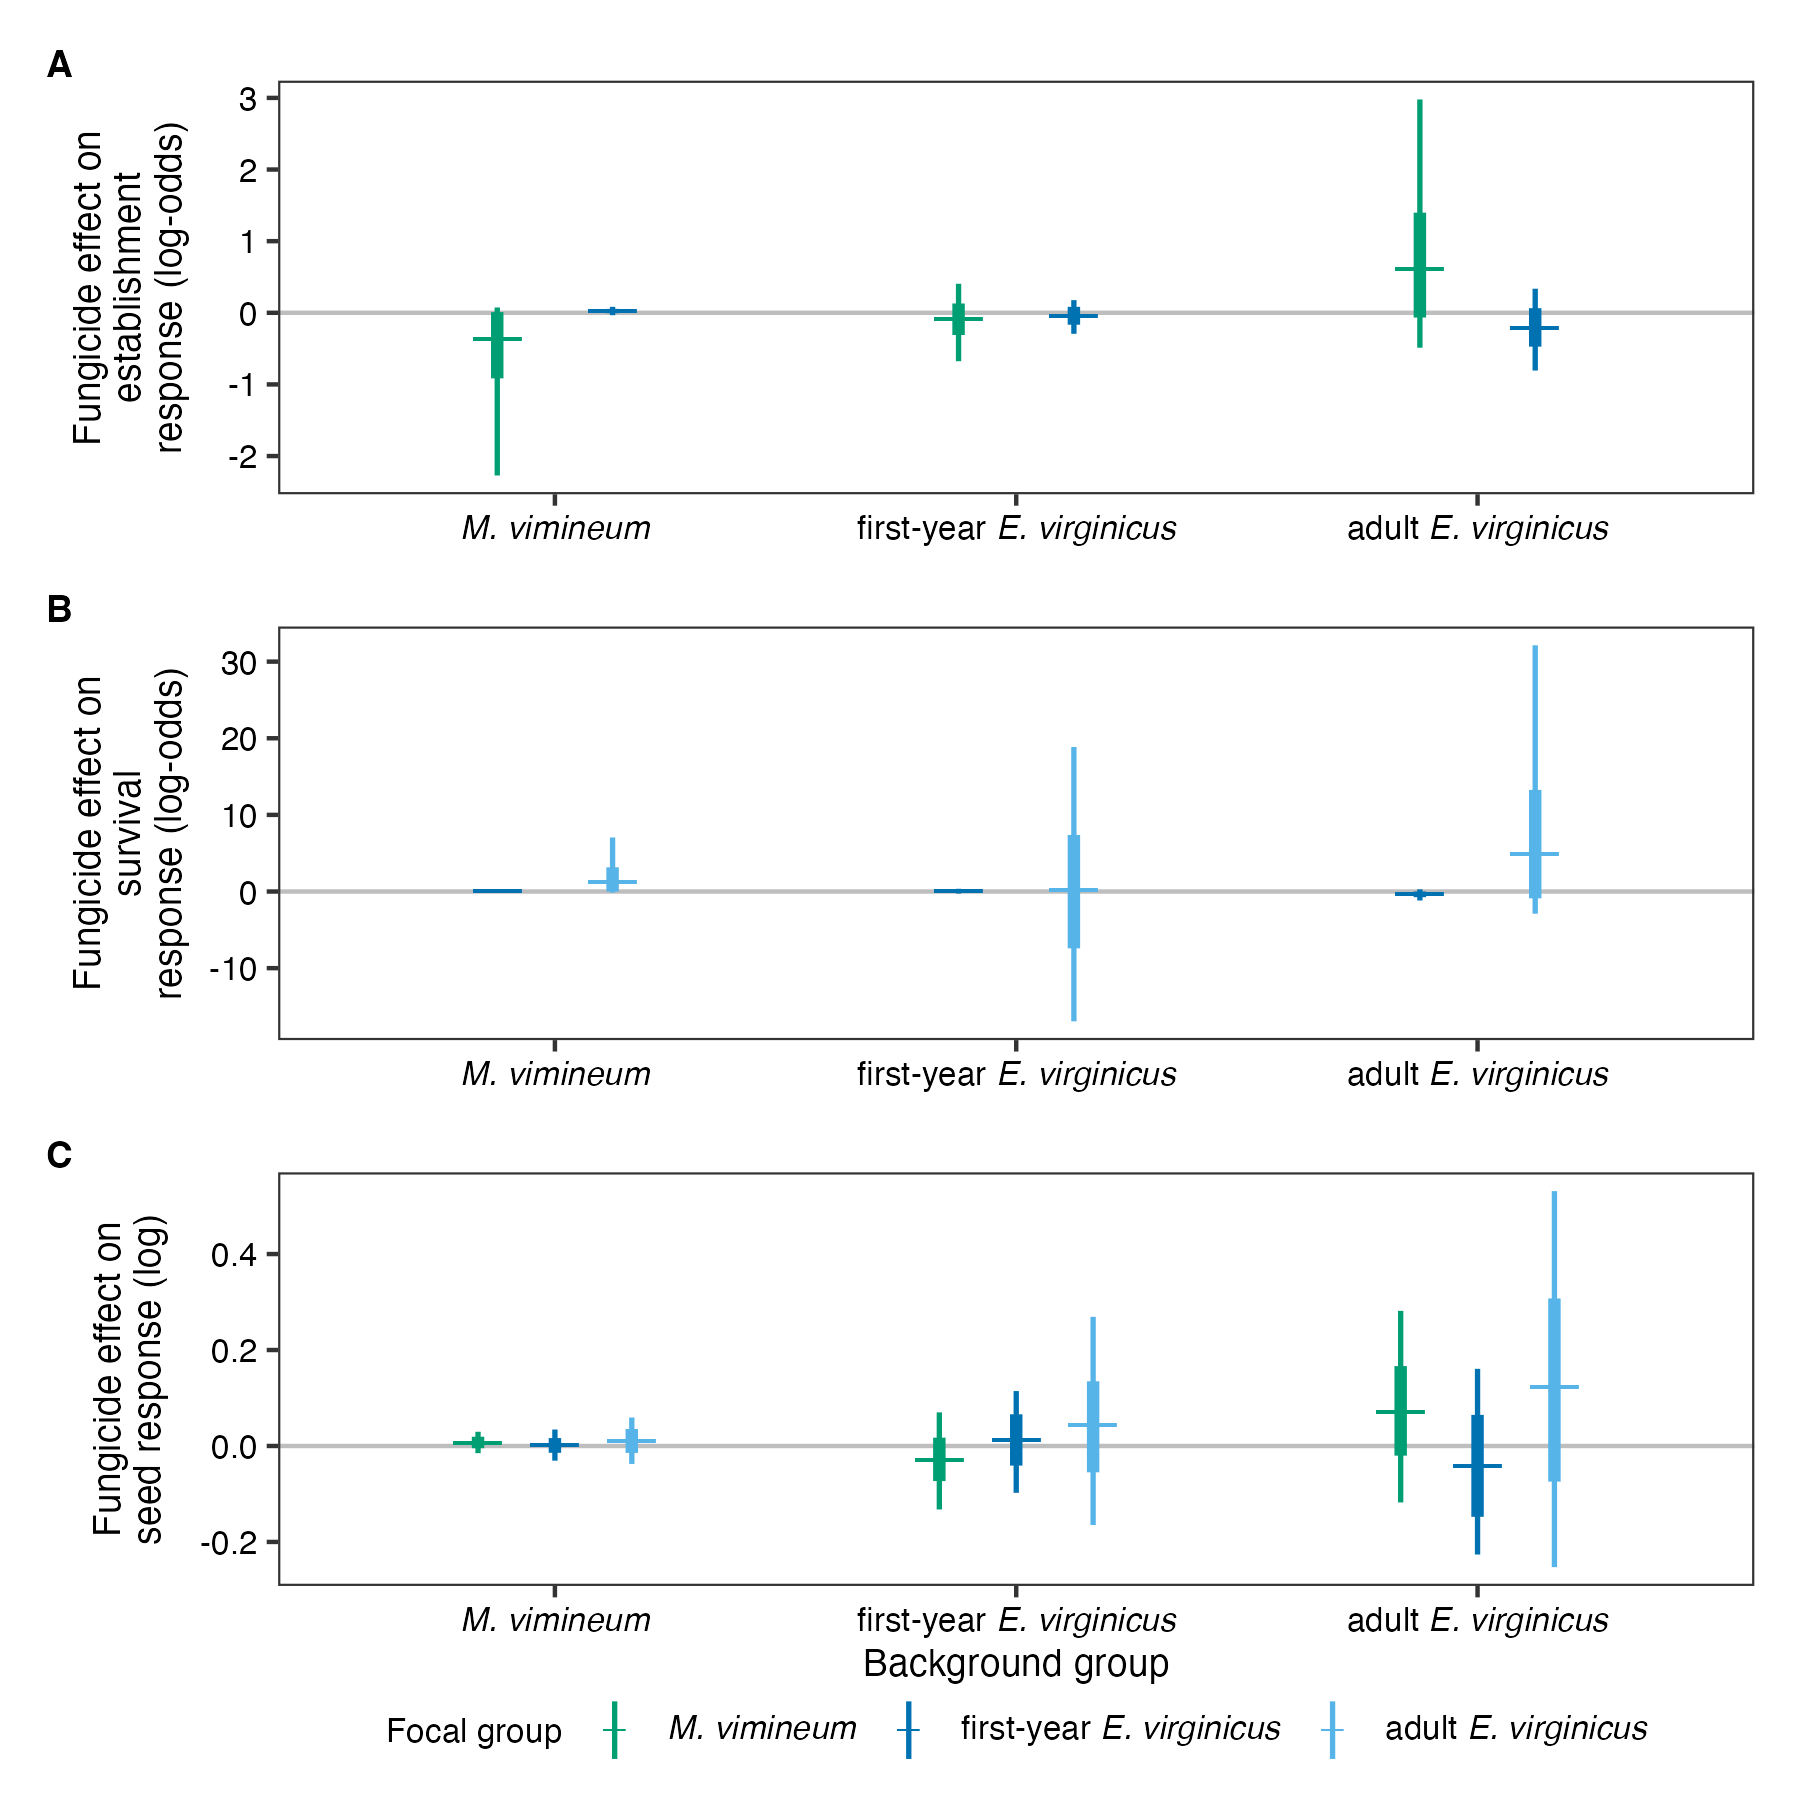 A
Fungicide effect on
establishment
response (log-odds)
3
2
1
0
-1
-2
M. vimineum
first-year E. virginicus
adult E. virginicus
B
Fungicide effect on
survival
response (log-odds)
30
20
10
0
-10
M. vimineum
first-year E. virginicus
adult E. virginicus
C
Fungicide effect on
seed response (log)
0.4
0.2
0.0
-0.2
M. vimineum
first-year E. virginicus
adult E. virginicus
Background group
Focal group M. vimineum first-year E. virginicus adult E. virginicus